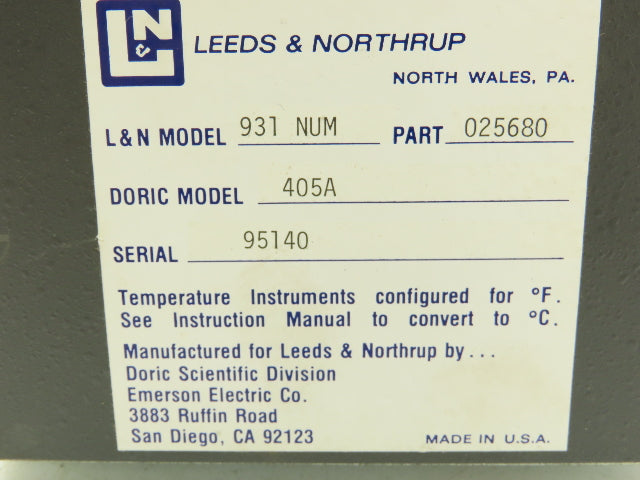 L&N LEEDS & NORTHRUP
NORTH WALES, PA.
L&N MODEL 931 NUM PART 025680
DORIC MODEL 405A
SERIAL 95140
Temperature Instruments configured for °F.
See Instruction Manual to convert to °C.
Manufactured for Leeds & Northrup by...
Doric Scientific Division
Emerson Electric Co.
3883 Ruffin Road
San Diego, CA 92123 MADE IN U.S.A.